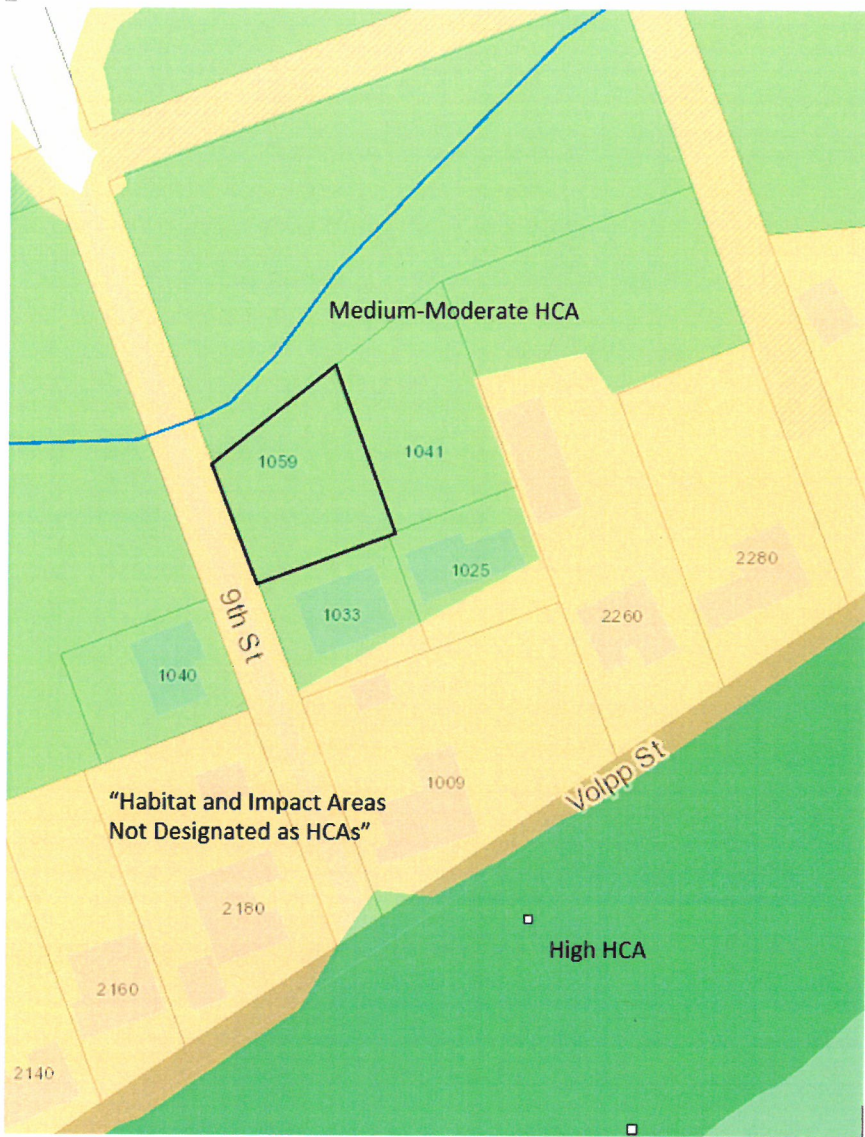 Medium-Moderate HCA
1059
1041
1025
1033
2280
2260
9th St
1040
Volpp St
1009
“Habitat and Impact Areas
Not Designated as HCAs”
2180
High HCA
2160
2140